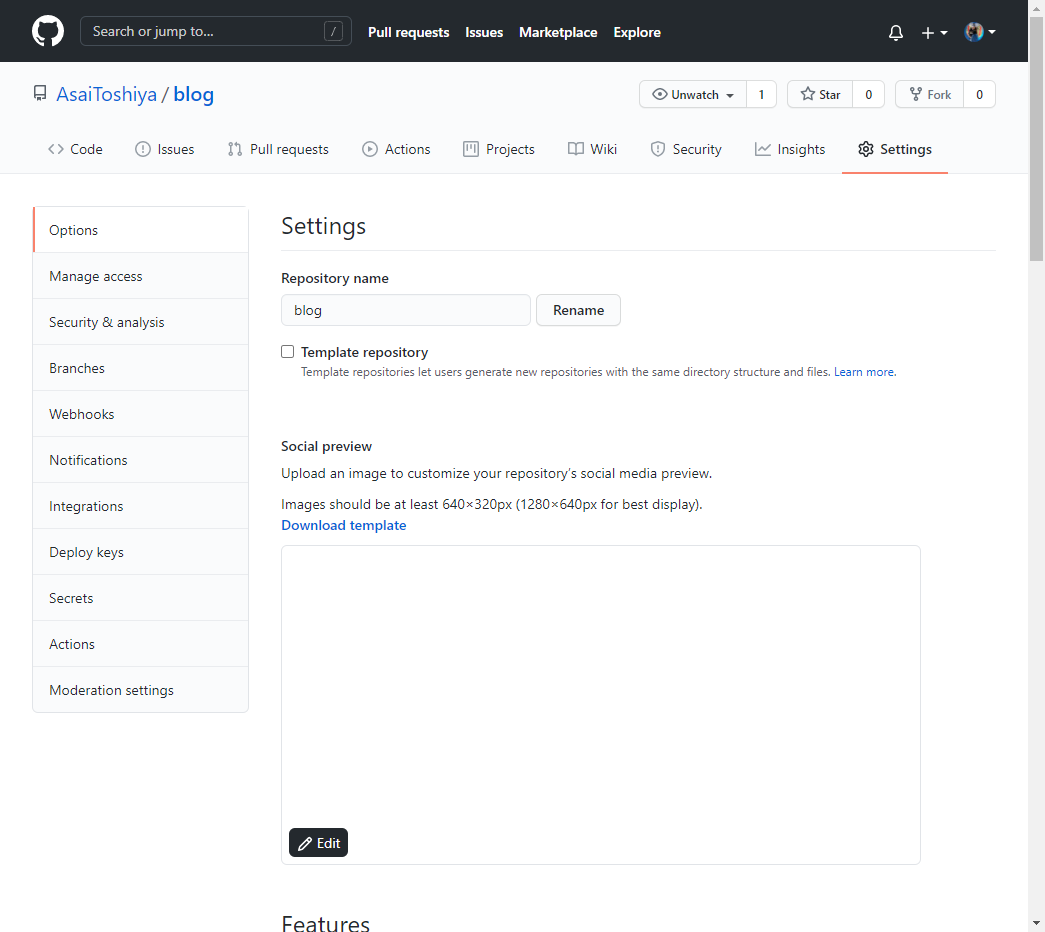 Search or jump to... /
Pull requests Issues Marketplace Explore
AsaiToshiya / blog
Unwatch 1 Star 0 Fork 0
Code Issues Pull requests Actions Projects Wiki Security Insights Settings
Options
Manage access
Security & analysis
Branches
Webhooks
Notifications
Integrations
Deploy keys
Secrets
Actions
Moderation settings
Settings
Repository name
blog Rename
Template repository
Template repositories let users generate new repositories with the same directory structure and files. Learn more.
Social preview
Upload an image to customize your repository's social media preview.
Images should be at least 640×320px (1280×640px for best display).
Download template
Edit
Features